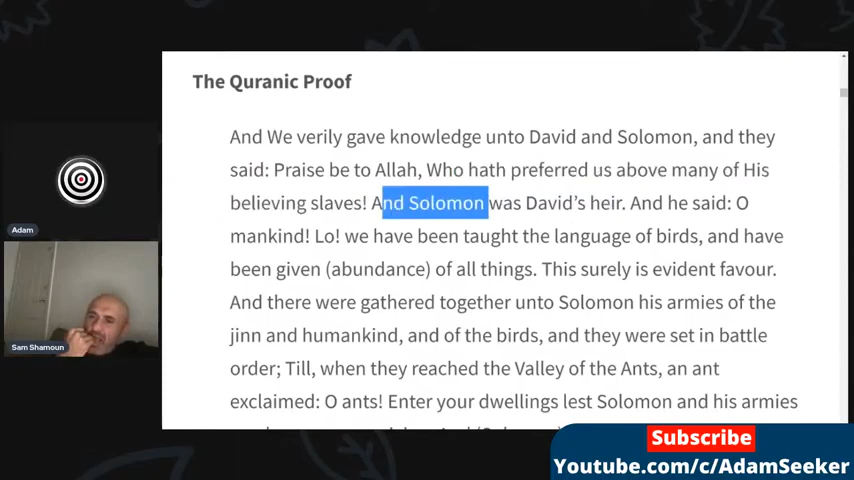 The Quranic Proof
And We verily gave knowledge unto David and Solomon, and they
said: Praise be to Allah, Who hath preferred us above many of His
believing slaves! And Solomon was David’s heir. And he said: O
mankind! Lo! we have been taught the language of birds, and have
been given (abundance) of all things. This surely is evident favour.
And there were gathered together unto Solomon his armies of the
jinn and humankind, and of the birds, and they were set in battle
order; Till, when they reached the Valley of the Ants, an ant
exclaimed: O ants! Enter your dwellings lest Solomon and his armies
Adam
Sam Shamoun
Subscribe
Youtube.com/c/AdamSeeker